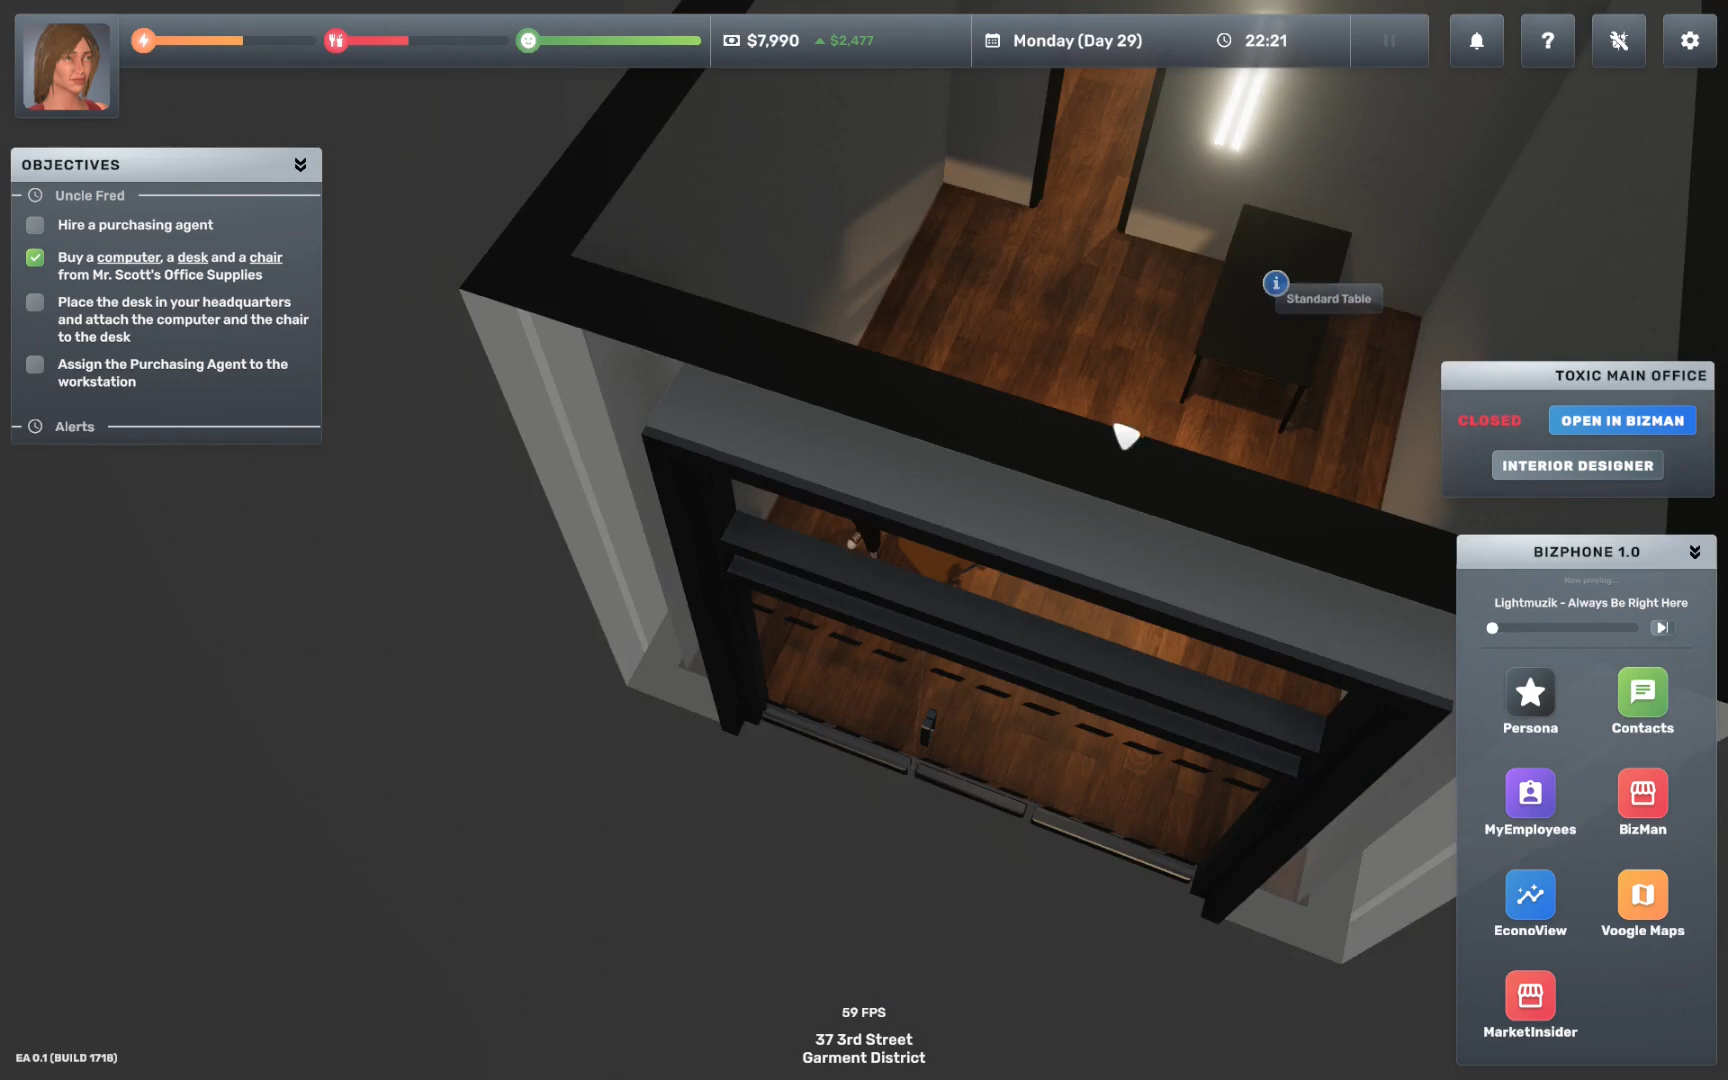 $7,990
$2,477
Monday (Day 29)
22:21
?
OBJECTIVES
Uncle Fred
Hire a purchasing agent
Buy a computer, a desk and a chair
from Mr. Scott's Office Supplies
Place the desk in your headquarters
and attach the computer and the chair
to the desk
Assign the Purchasing Agent to the
workstation
Alerts
i
Standard Table
TOXIC MAIN OFFICE
CLOSED
OPEN IN BIZMAN
INTERIOR DESIGNER
BIZPHONE 1.0
Now playing...
Lightmuzik - Always Be Right Here
Persona
Contacts
MyEmployees
BizMan
EconoView
Voogle Maps
MarketInsider
59 FPS
37 3rd Street
Garment District
EA 0.1 (BUILD 1718)